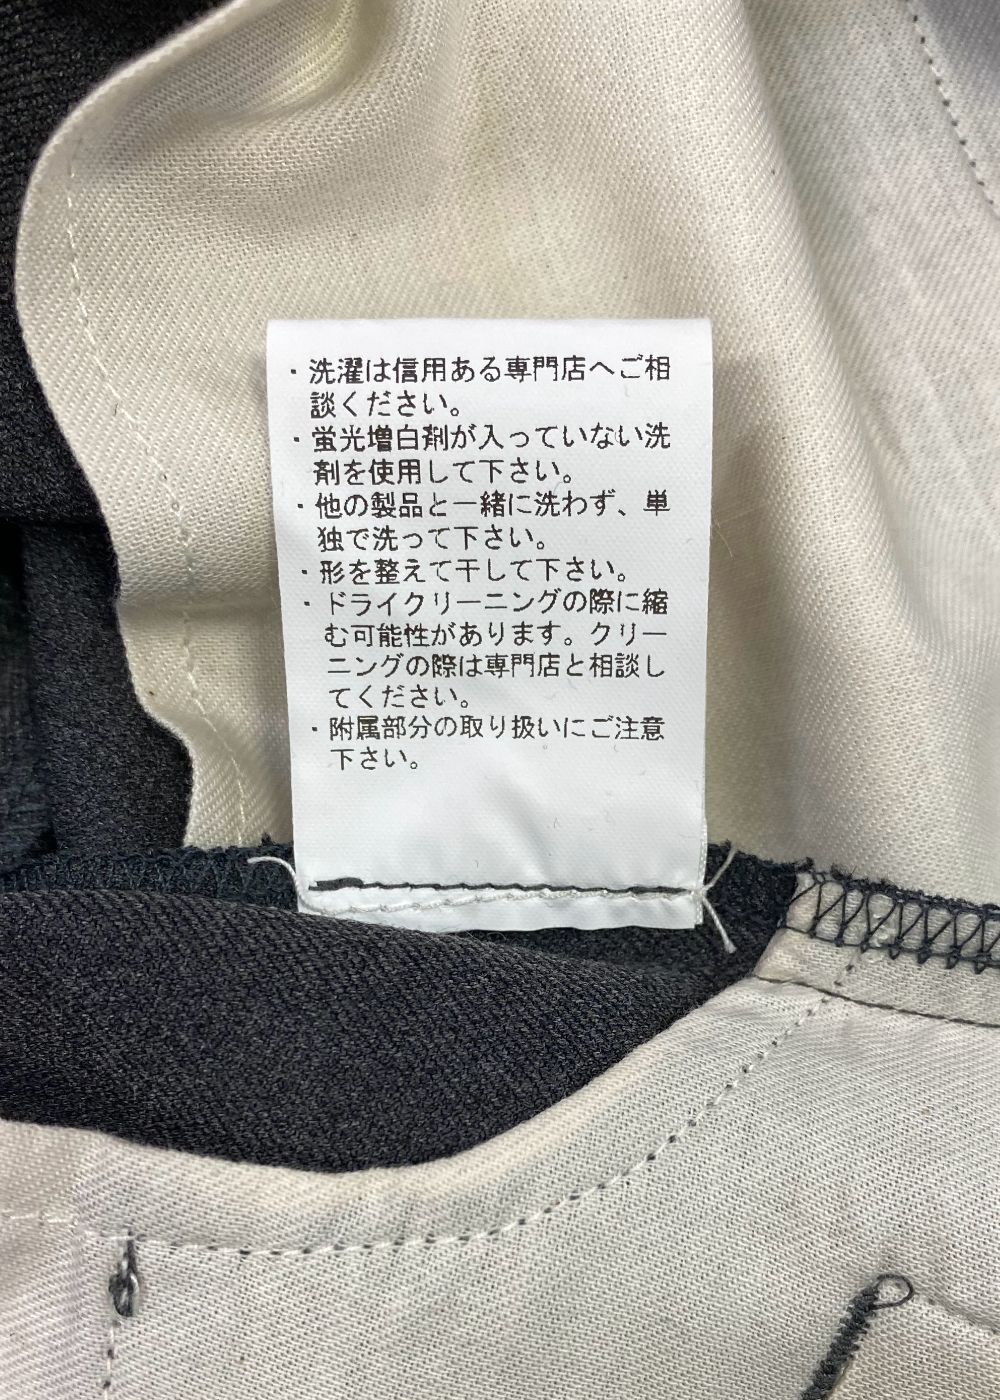 ・洗濯は信用ある専門店へご相
談ください。
・蛍光増白剤が入っていない洗
剤を使用して下さい。
・他の製品と一緒に洗わず、単
独で洗って下さい。
・形を整えて干して下さい。
・ドライクリーニングの際に縮
む可能性があります。クリー
ニングの際は専門店と相談し
てください。
・附属部分の取り扱いにご注意
下さい。